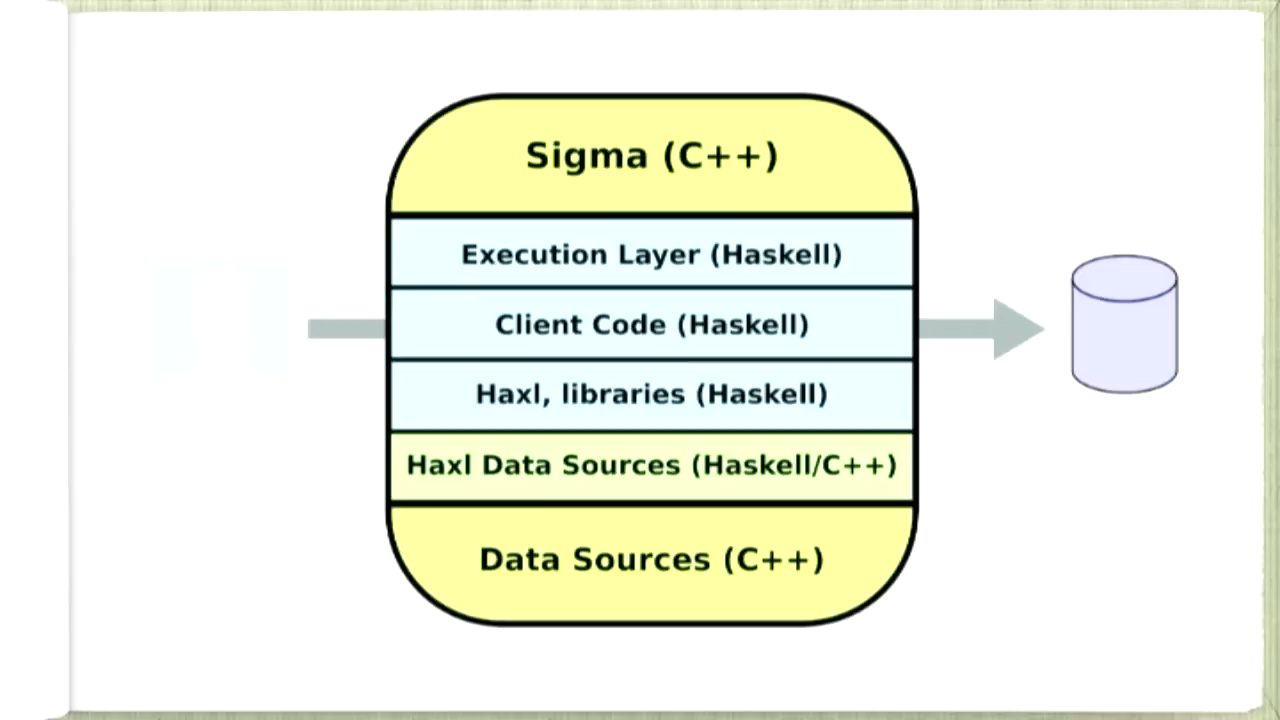 Sigma (C++)
Execution Layer (Haskell)
Client Code (Haskell)
Haxl, libraries (Haskell)
Haxl Data Sources (Haskell/C++)
Data Sources (C++)